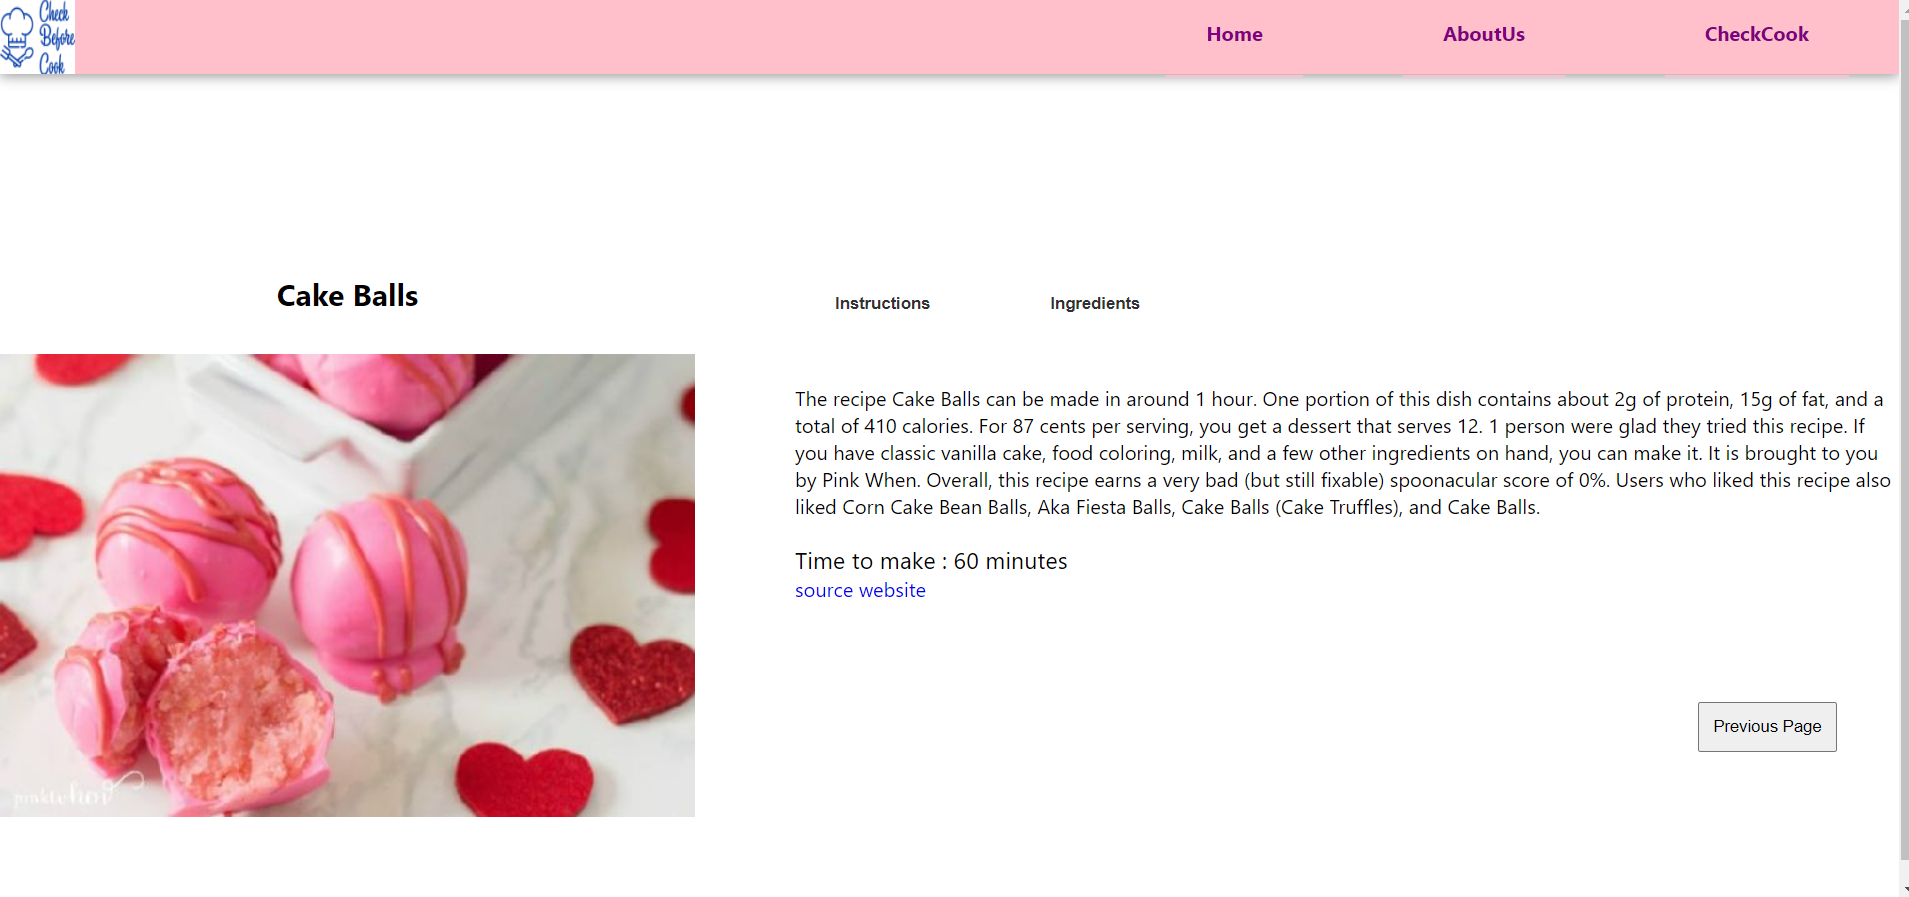 Check
Before
Cook
Home
AboutUs
CheckCook
Cake Balls
Instructions
Ingredients
The recipe Cake Balls can be made in around 1 hour. One portion of this dish contains about 2g of protein, 15g of fat, and a
total of 410 calories. For 87 cents per serving, you get a dessert that serves 12. 1 person were glad they tried this recipe. If
you have classic vanilla cake, food coloring, milk, and a few other ingredients on hand, you can make it. It is brought to you
by Pink When. Overall, this recipe earns a very bad (but still fixable) spoonacular score of 0%. Users who liked this recipe also
liked Corn Cake Bean Balls, Aka Fiesta Balls, Cake Balls (Cake Truffles), and Cake Balls.
Time to make : 60 minutes
source website
Previous Page